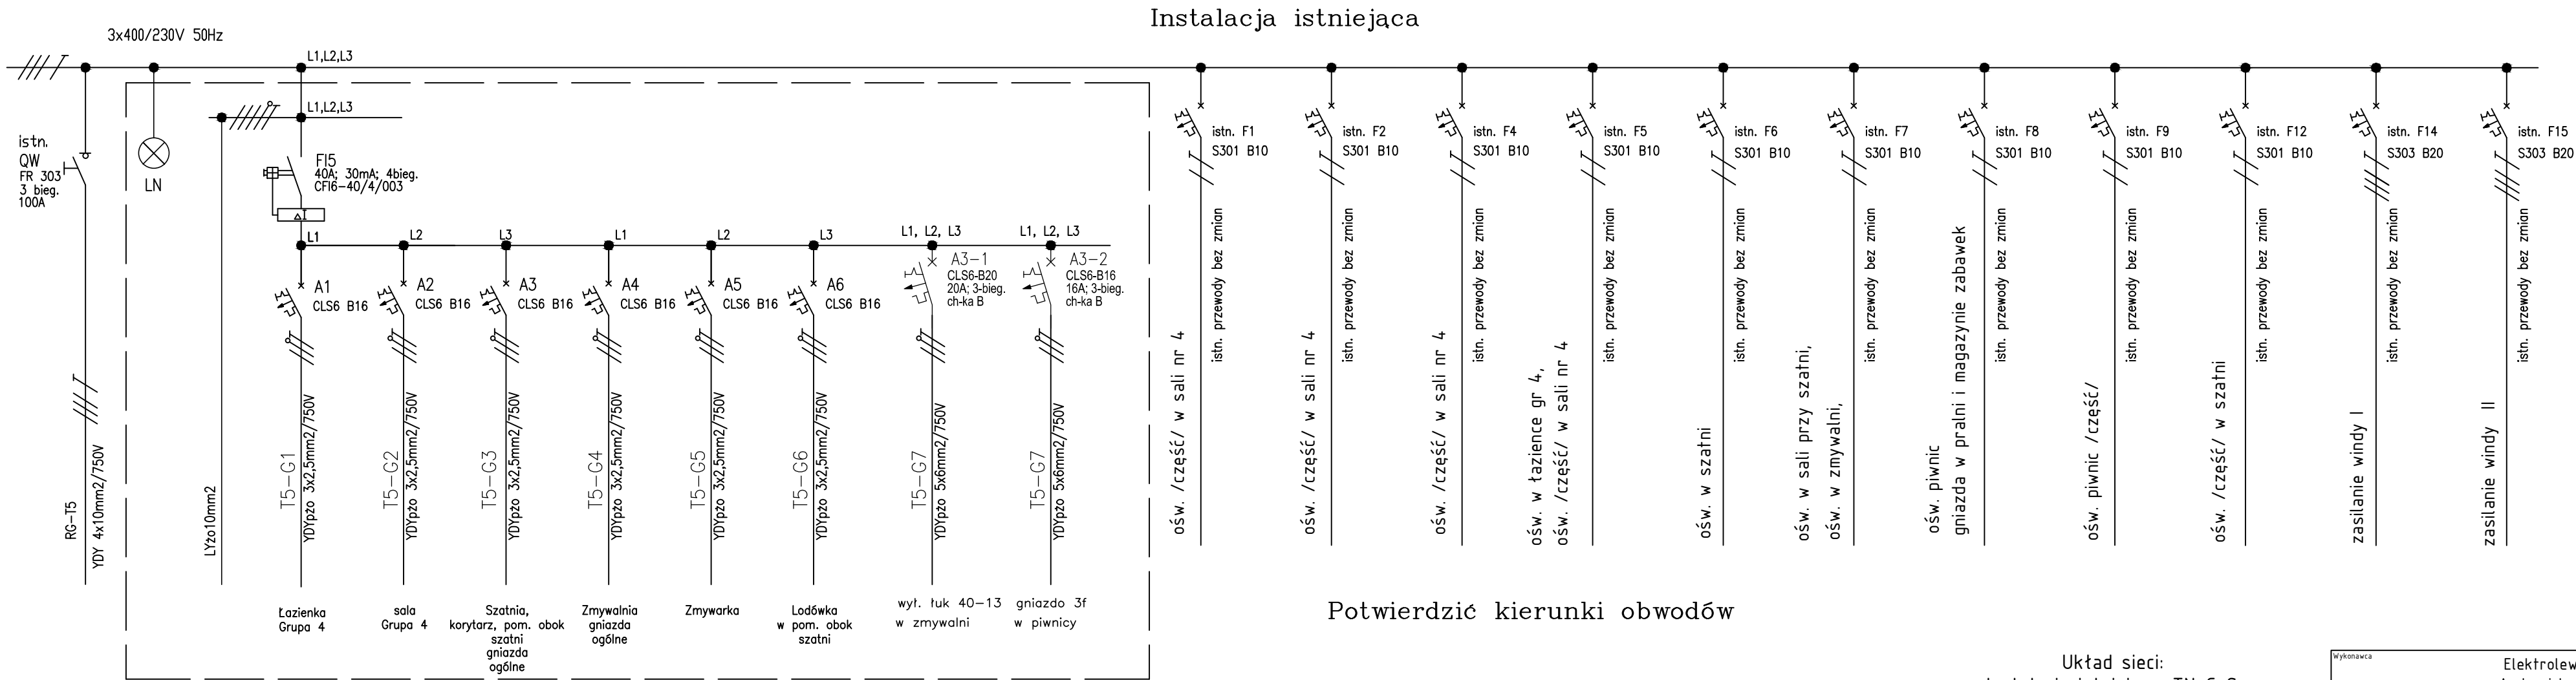 Instalacja istniejąca
3x400/230V 50Hz
L1,L2,L3
L1,L2,L3
istn.
QW
FR 303
3 bieg.
100A
LN
FI5
40A; 30mA; 4bieg.
CFI6-40/4/003
L1
L2
L3
L1
L2
L3
L1, L2, L3
L1, L2, L3
A1
CLS6 B16
A2
CLS6 B16
A3
CLS6 B16
A4
CLS6 B16
A5
CLS6 B16
A6
CLS6 B16
A3-1
CLS6-B20
20A; 3-bieg.
ch-ka B
A3-2
CLS6-B16
16A; 3-bieg.
ch-ka B
RG-T5
YDY 4x10mm2/750V
LYżo10mm2
T5-G1
YDYpżo 3x2,5mm2/750V
T5-G2
YDYpżo 3x2,5mm2/750V
T5-G3
YDYpżo 3x2,5mm2/750V
T5-G4
YDYpżo 3x2,5mm2/750V
T5-G5
YDYpżo 3x2,5mm2/750V
T5-G6
YDYpżo 3x2,5mm2/750V
T5-G7
YDYpżo 5x6mm2/750V
T5-G7
YDYpżo 5x6mm2/750V
Łazienka
Grupa 4
sala
Grupa 4
Szatnia,
korytarz, pom. obok
szatni
gniazda
ogólne
Zmywalnia
gniazda
ogólne
Zmywarka
Lodówka
w pom. obok
szatni
wył. łuk 40-13
w zmywalni
gniazdo 3f
w piwnicy
istn. F1
S301 B10
istn. przewody bez zmian
ośw. /część/ w sali nr 4
istn. F2
S301 B10
istn. przewody bez zmian
ośw. /część/ w sali nr 4
istn. F4
S301 B10
istn. przewody bez zmian
ośw. /część/ w sali nr 4
istn. F5
S301 B10
istn. przewody bez zmian
ośw. w łazience gr 4,
ośw. /część/ w sali nr 4
istn. F6
S301 B10
istn. przewody bez zmian
ośw. w szatni
istn. F7
S301 B10
istn. przewody bez zmian
ośw. w sali przy szatni,
ośw. w zmywalni,
istn. F8
S301 B10
istn. przewody bez zmian
ośw. piwnic
gniazda w pralni i magazynie zabawek
istn. F9
S301 B10
istn. przewody bez zmian
ośw. piwnic /część/
istn. F12
S301 B10
istn. przewody bez zmian
ośw. /część/ w szatni
istn. F14
S303 B20
istn. przewody bez zmian
zasilanie windy I
istn. F15
S303 B20
istn. przewody bez zmian
zasilanie windy II
Potwierdzić kierunki obwodów
Układ sieci:
Wykonawca
Elektrolew